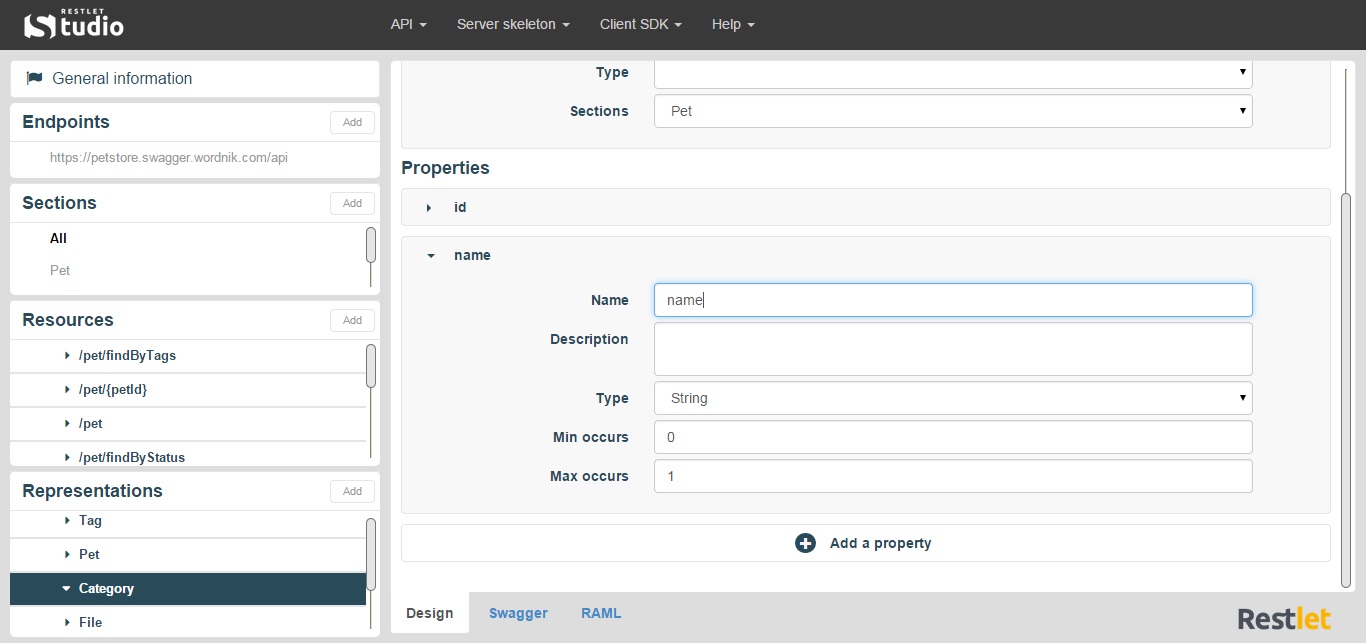 RESTLET
Studio
API
Server skeleton
Client SDK
Help
General information
Endpoints
Add
https://petstore.swagger.wordnik.com/api
Sections
Add
All
Pet
Resources
Add
/pet/findByTags
/pet/{petId}
/pet
/pet/findByStatus
Representations
Add
Tag
Pet
Category
File
Type
Sections
Pet
Properties
id
name
Name
name
Description
Type
String
Min occurs
0
Max occurs
1
Add a property
Design
Swagger
RAML
Restlet